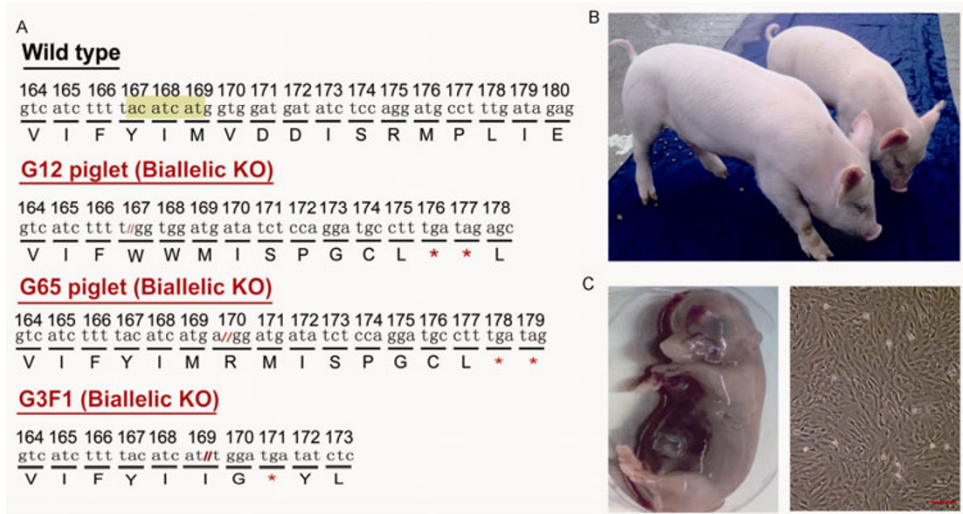 A
Wild type
164 165 166 167 168 169 170 171 172 173 174 175 176 177 178 179 180
gtc atc ttt tac atc atg gtg gat gat atc tcc agg atg cct ttg ata gag
V I F Y I M V D D I S R M P L I E
G12 piglet (Biallelic KO)
164 165 166 167 168 169 170 171 172 173 174 175 176 177 178
gtc atc ttt t//gg tgg atg ata tct cca gga tgc ctt tga tag agc
V I F W W M I S P G C L * * L
G65 piglet (Biallelic KO)
164 165 166 167 168 169 170 171 172 173 174 175 176 177 178 179
gtc atc ttt tac atc atg a//gg atg ata tct cca gga tgc ctt tga tag
V I F Y I M R M I S P G C L * *
G3F1 (Biallelic KO)
164 165 166 167 168 169 170 171 172 173
gtc atc ttt tac atc at//t gga tga tat ctc
V I F Y I I G * Y L
B
C